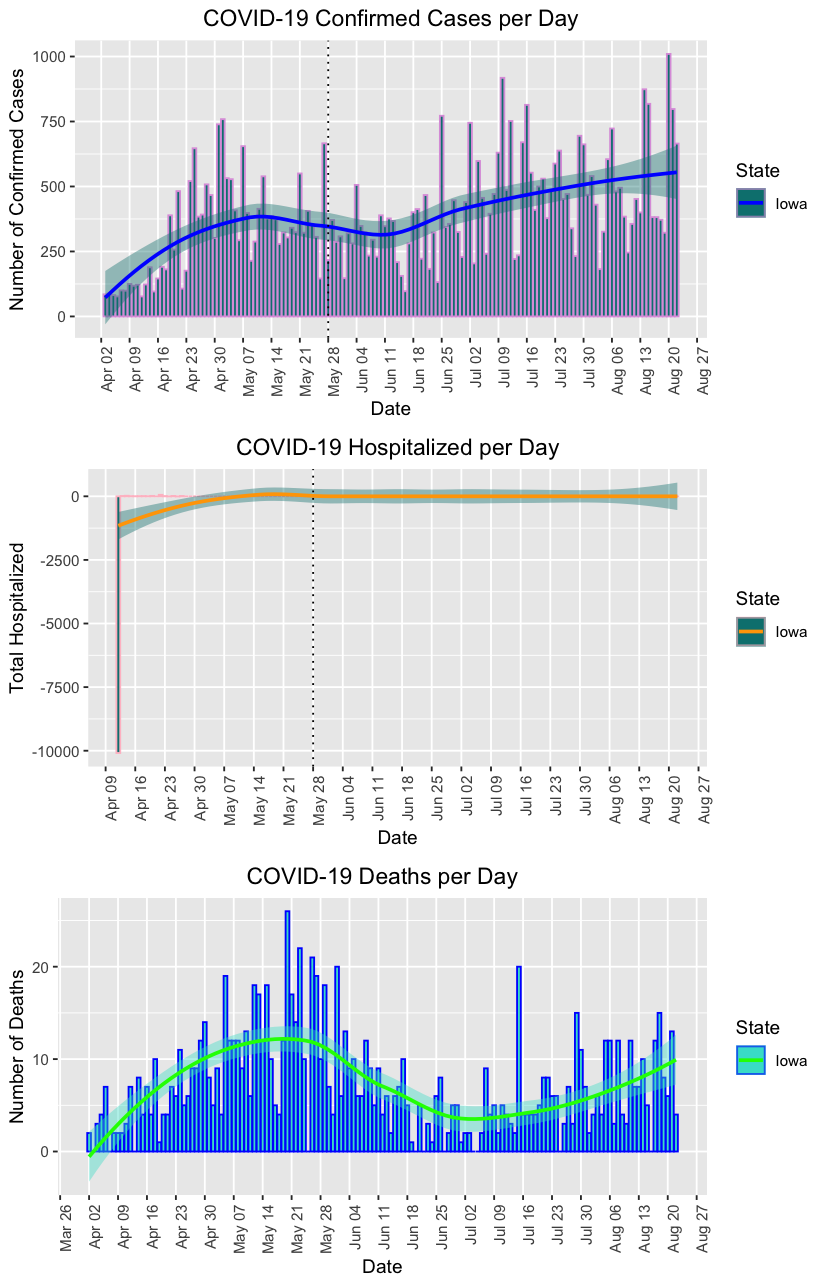 COVID-19 Confirmed Cases per Day
Number of Confirmed Cases
1000
750
500
250
0
Apr 02
Apr 09
Apr 16
Apr 23
Apr 30
May 07
May 14
May 21
May 28
Jun 04
Jun 11
Jun 18
Jun 25
Jul 02
Jul 09
Jul 16
Jul 23
Jul 30
Aug 06
Aug 13
Aug 20
Aug 27
Date
State
Iowa
COVID-19 Hospitalized per Day
Total Hospitalized
0
-2500
-5000
-7500
-10000
Apr 09
Apr 16
Apr 23
Apr 30
May 07
May 14
May 21
May 28
Jun 04
Jun 11
Jun 18
Jun 25
Jul 02
Jul 09
Jul 16
Jul 23
Jul 30
Aug 06
Aug 13
Aug 20
Aug 27
Date
State
Iowa
COVID-19 Deaths per Day
Number of Deaths
20
10
0
Mar 26
Apr 02
Apr 09
Apr 16
Apr 23
Apr 30
May 07
May 14
May 21
May 28
Jun 04
Jun 11
Jun 18
Jun 25
Jul 02
Jul 09
Jul 16
Jul 23
Jul 30
Aug 06
Aug 13
Aug 20
Aug 27
Date
State
Iowa